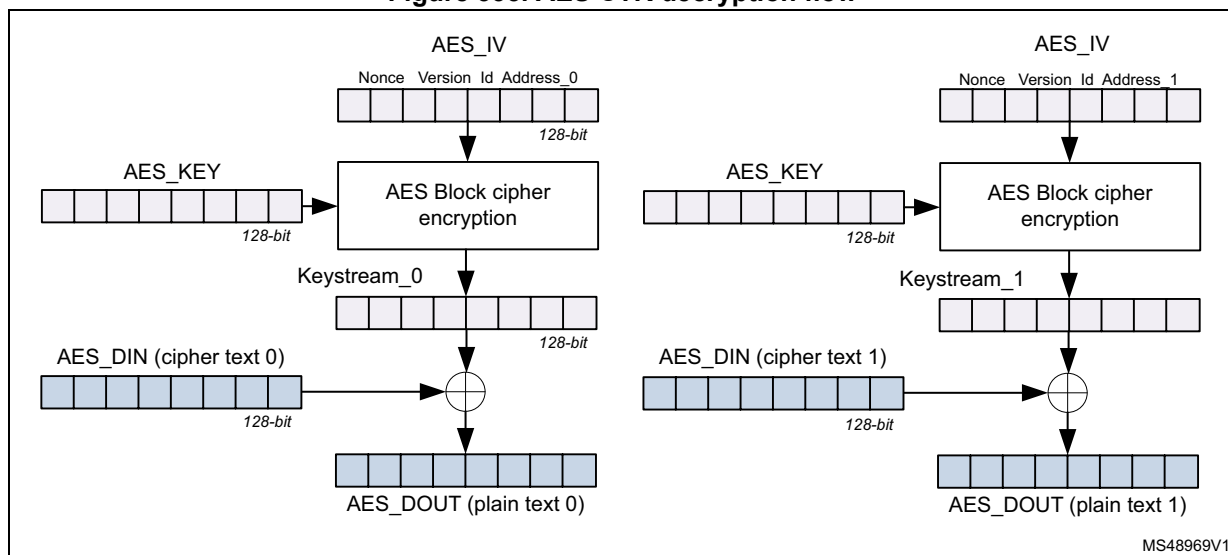 AES_IV
Nonce Version Id Address_0
128-bit
AES_KEY
128-bit
AES Block cipher
encryption
Keystream_0
128-bit
AES_DIN (cipher text 0)
128-bit
AES_DOUT (plain text 0)
AES_IV
Nonce Version Id Address_1
AES_KEY
128-bit
AES Block cipher
encryption
Keystream_1
AES_DIN (cipher text 1)
128-bit
AES_DOUT (plain text 1)
MS48969V1